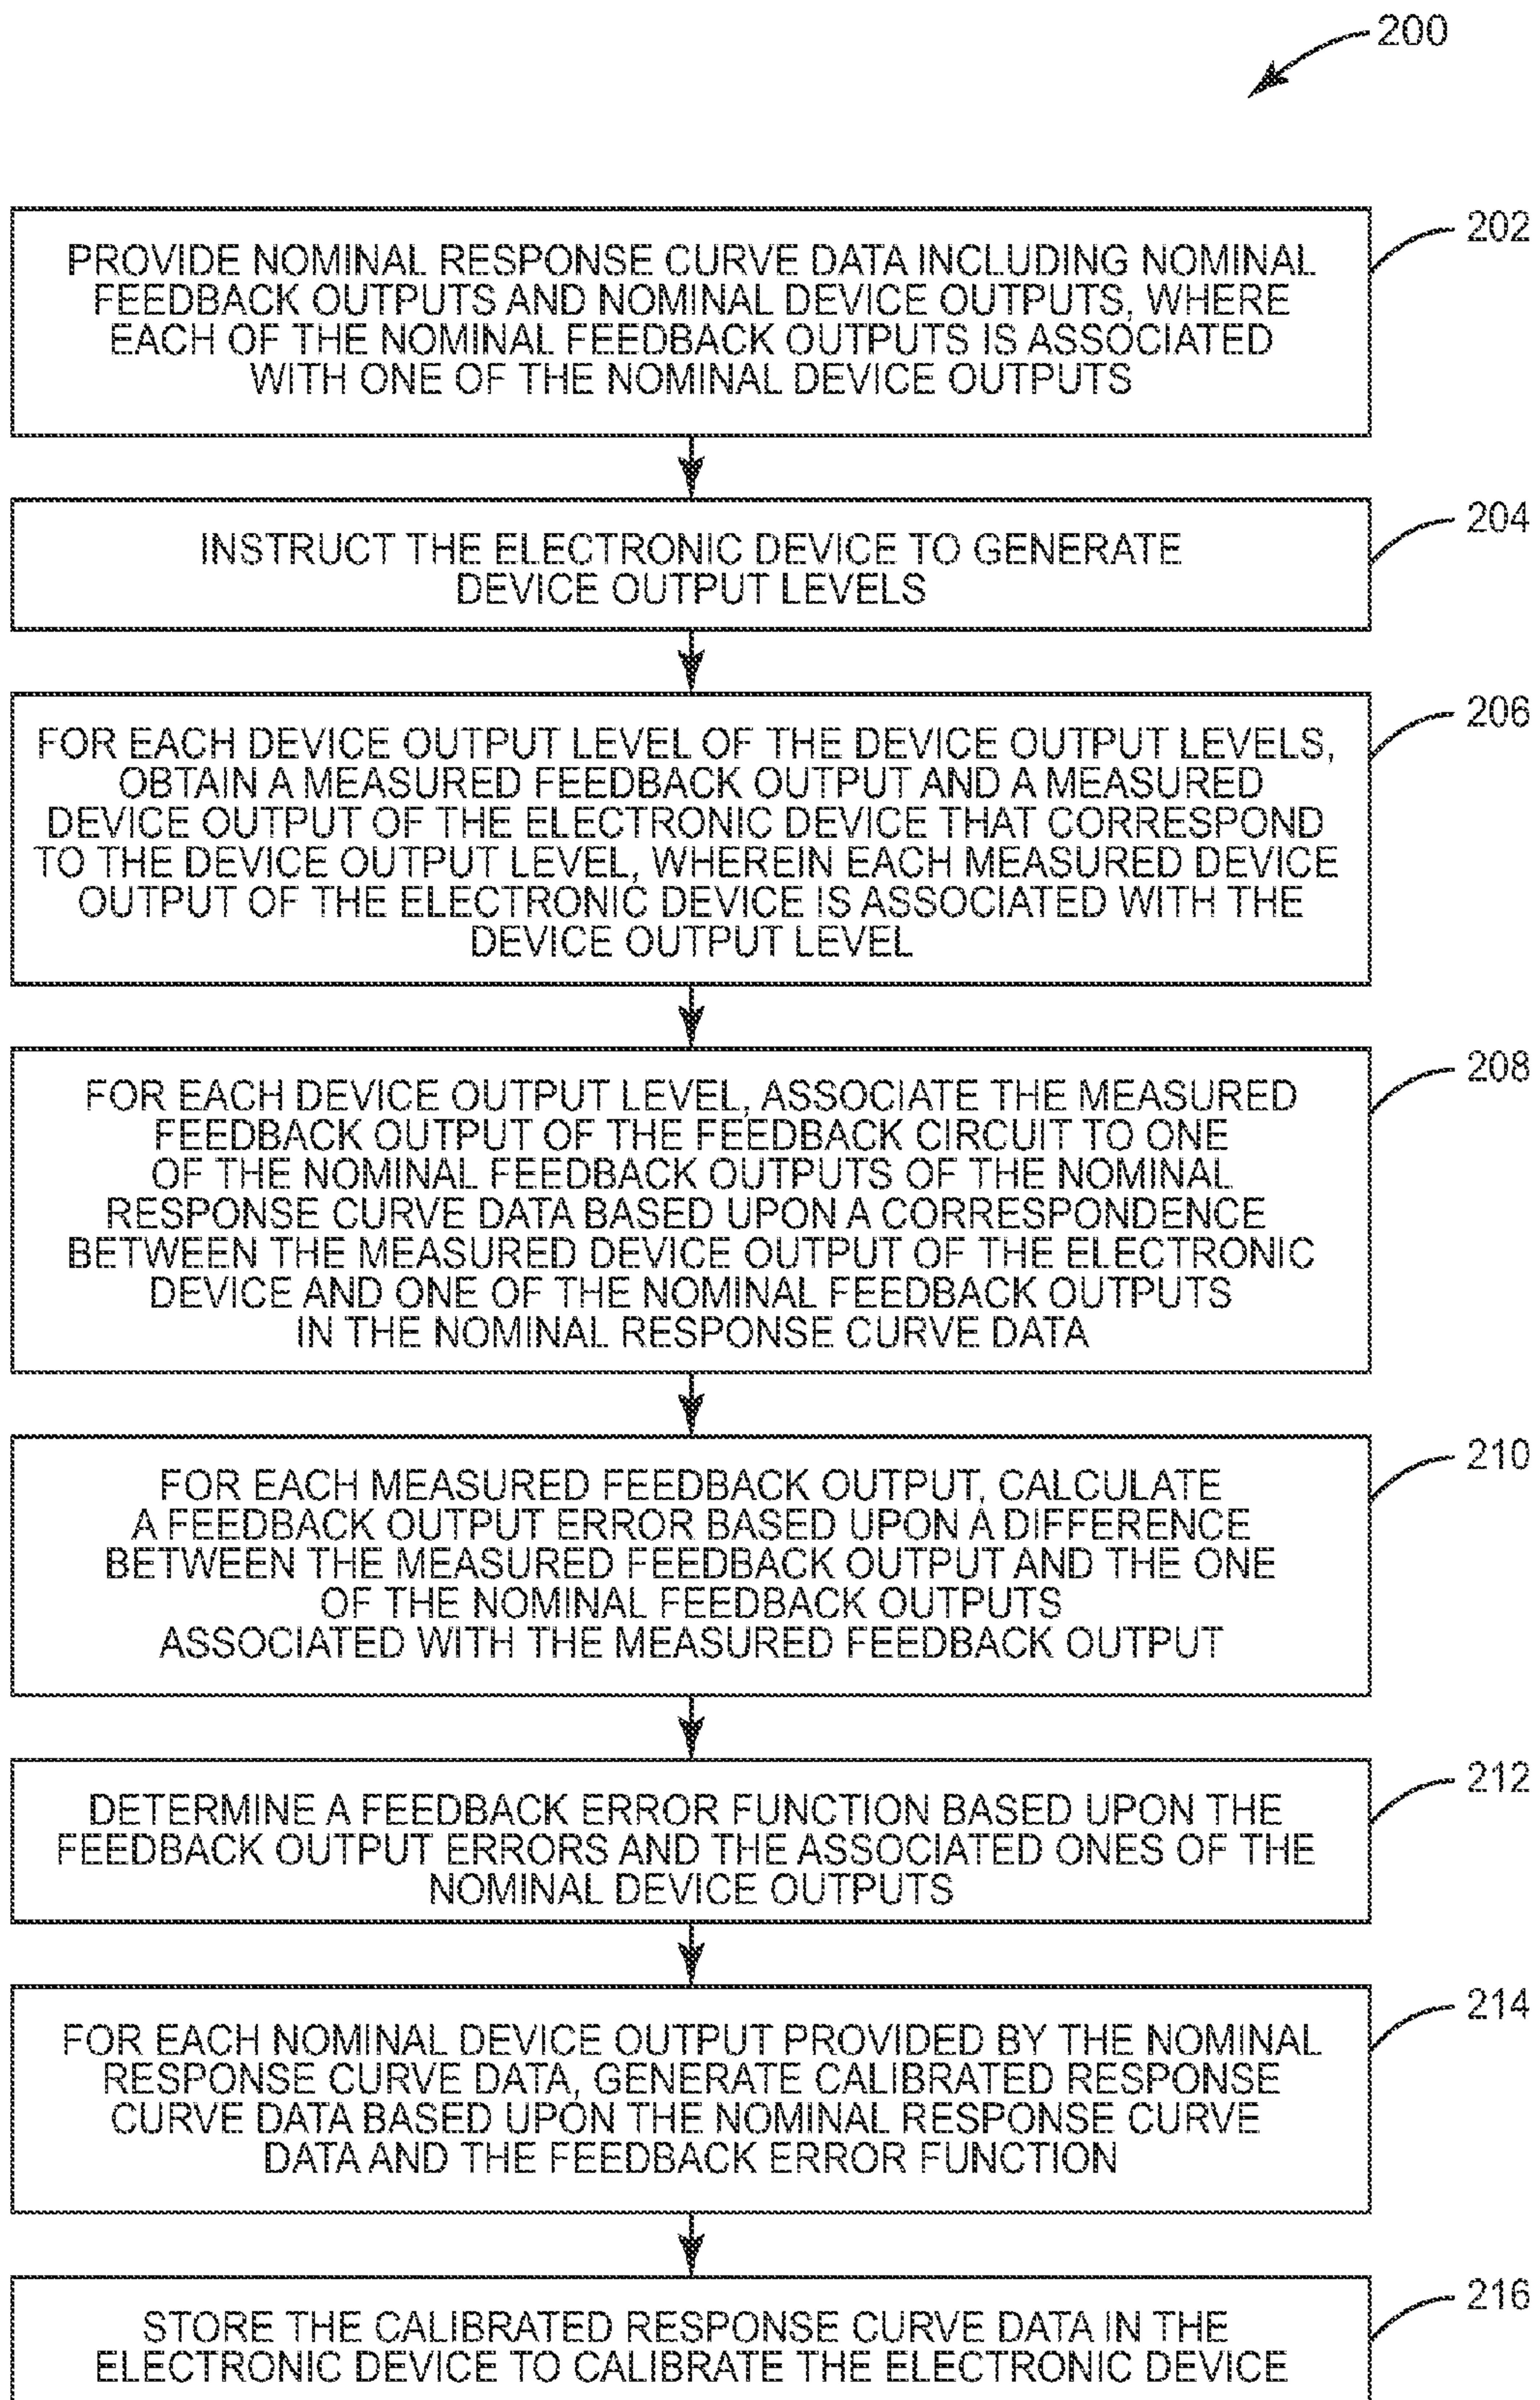 200
202
PROVIDE NOMINAL RESPONSE CURVE DATA INCLUDING NOMINAL
FEEDBACK OUTPUTS AND NOMINAL DEVICE OUTPUTS, WHERE
EACH OF THE NOMINAL FEEDBACK OUTPUTS IS ASSOCIATED
WITH ONE OF THE NOMINAL DEVICE OUTPUTS
204
INSTRUCT THE ELECTRONIC DEVICE TO GENERATE
DEVICE OUTPUT LEVELS
206
FOR EACH DEVICE OUTPUT LEVEL OF THE DEVICE OUTPUT LEVELS,
OBTAIN A MEASURED FEEDBACK OUTPUT AND A MEASURED
DEVICE OUTPUT OF THE ELECTRONIC DEVICE THAT CORRESPOND
TO THE DEVICE OUTPUT LEVEL, WHEREIN EACH MEASURED DEVICE
OUTPUT OF THE ELECTRONIC DEVICE IS ASSOCIATED WITH THE
DEVICE OUTPUT LEVEL
208
FOR EACH DEVICE OUTPUT LEVEL, ASSOCIATE THE MEASURED
FEEDBACK OUTPUT OF THE FEEDBACK CIRCUIT TO ONE
OF THE NOMINAL FEEDBACK OUTPUTS OF THE NOMINAL
RESPONSE CURVE DATA BASED UPON A CORRESPONDENCE
BETWEEN THE MEASURED DEVICE OUTPUT OF THE ELECTRONIC
DEVICE AND ONE OF THE NOMINAL FEEDBACK OUTPUTS
IN THE NOMINAL RESPONSE CURVE DATA
210
FOR EACH MEASURED FEEDBACK OUTPUT, CALCULATE
A FEEDBACK OUTPUT ERROR BASED UPON A DIFFERENCE
BETWEEN THE MEASURED FEEDBACK OUTPUT AND THE ONE
OF THE NOMINAL FEEDBACK OUTPUTS
ASSOCIATED WITH THE MEASURED FEEDBACK OUTPUT
212
DETERMINE A FEEDBACK ERROR FUNCTION BASED UPON THE
FEEDBACK OUTPUT ERRORS AND THE ASSOCIATED ONES OF THE
NOMINAL DEVICE OUTPUTS
214
FOR EACH NOMINAL DEVICE OUTPUT PROVIDED BY THE NOMINAL
RESPONSE CURVE DATA, GENERATE CALIBRATED RESPONSE
CURVE DATA BASED UPON THE NOMINAL RESPONSE CURVE
DATA AND THE FEEDBACK ERROR FUNCTION
216
STORE THE CALIBRATED RESPONSE CURVE DATA IN THE
ELECTRONIC DEVICE TO CALIBRATE THE ELECTRONIC DEVICE